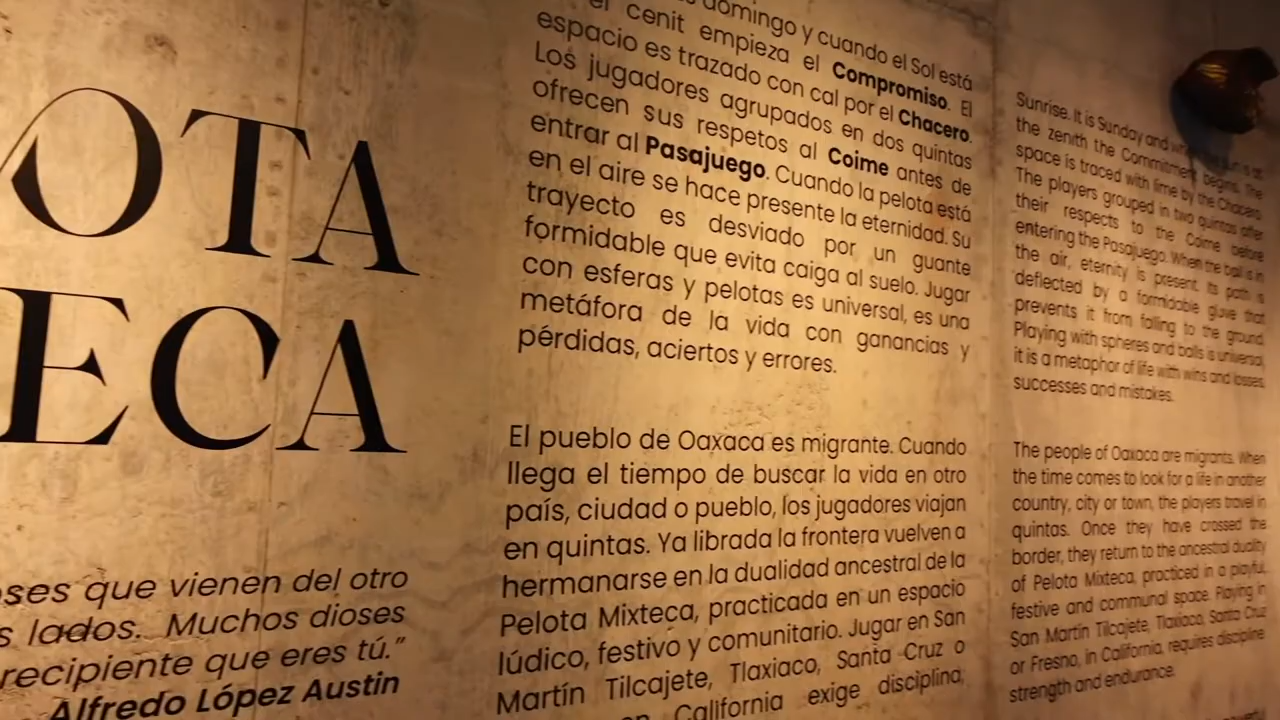 OTA
ECA
ses que vienen del otro
s lados. Muchos dioses
recipiente que eres tú."
Alfredo López Austin
domingo y cuando el Sol está
el cenit empieza el Compromiso. El
espacio es trazado con cal por el Chacero.
Los jugadores agrupados en dos quintas
ofrecen sus respetos al Coime antes de
entrar al Pasajuego. Cuando la pelota está
en el aire se hace presente la eternidad. Su
trayecto es desviado por un guante
formidable que evita caiga al suelo. Jugar
con esferas y pelotas es universal, es una
metáfora de la vida con ganancias y
pérdidas, aciertos y errores.
El pueblo de Oaxaca es migrante. Cuando
llega el tiempo de buscar la vida en otro
país, ciudad o pueblo, los jugadores viajan
en quintas. Ya librada la frontera vuelven a
hermanarse en la dualidad ancestral de la
Pelota Mixteca, practicada en un espacio
lúdico, festivo y comunitario. Jugar en San
Martín Tilcajete, Tlaxiaco, Santa Cruz o
California exige disciplina,
Sunrise. It is Sunday and
the zenith the Commitment begins. The
space is traced with lime by the Chacero.
The players grouped in two quintas offer
their respects to the Coime before
entering the Pasajuego. When the ball is in
the air, eternity is present. Its path is
deflected by a formidable glove that
prevents it from falling to the ground.
Playing with spheres and balls is universal,
it is a metaphor of life with wins and losses,
successes and mistakes.
The people of Oaxaca are migrants. When
the time comes to look for a life in another
country, city or town, the players travel in
quintas. Once they have crossed the
border, they return to the ancestral duality
of Pelota Mixteca, practiced in a playful,
festive and communal space. Playing in
San Martín Tilcajete, Tlaxiaco, Santa Cruz
or Fresno, in California, requires discipline
strength and endurance.